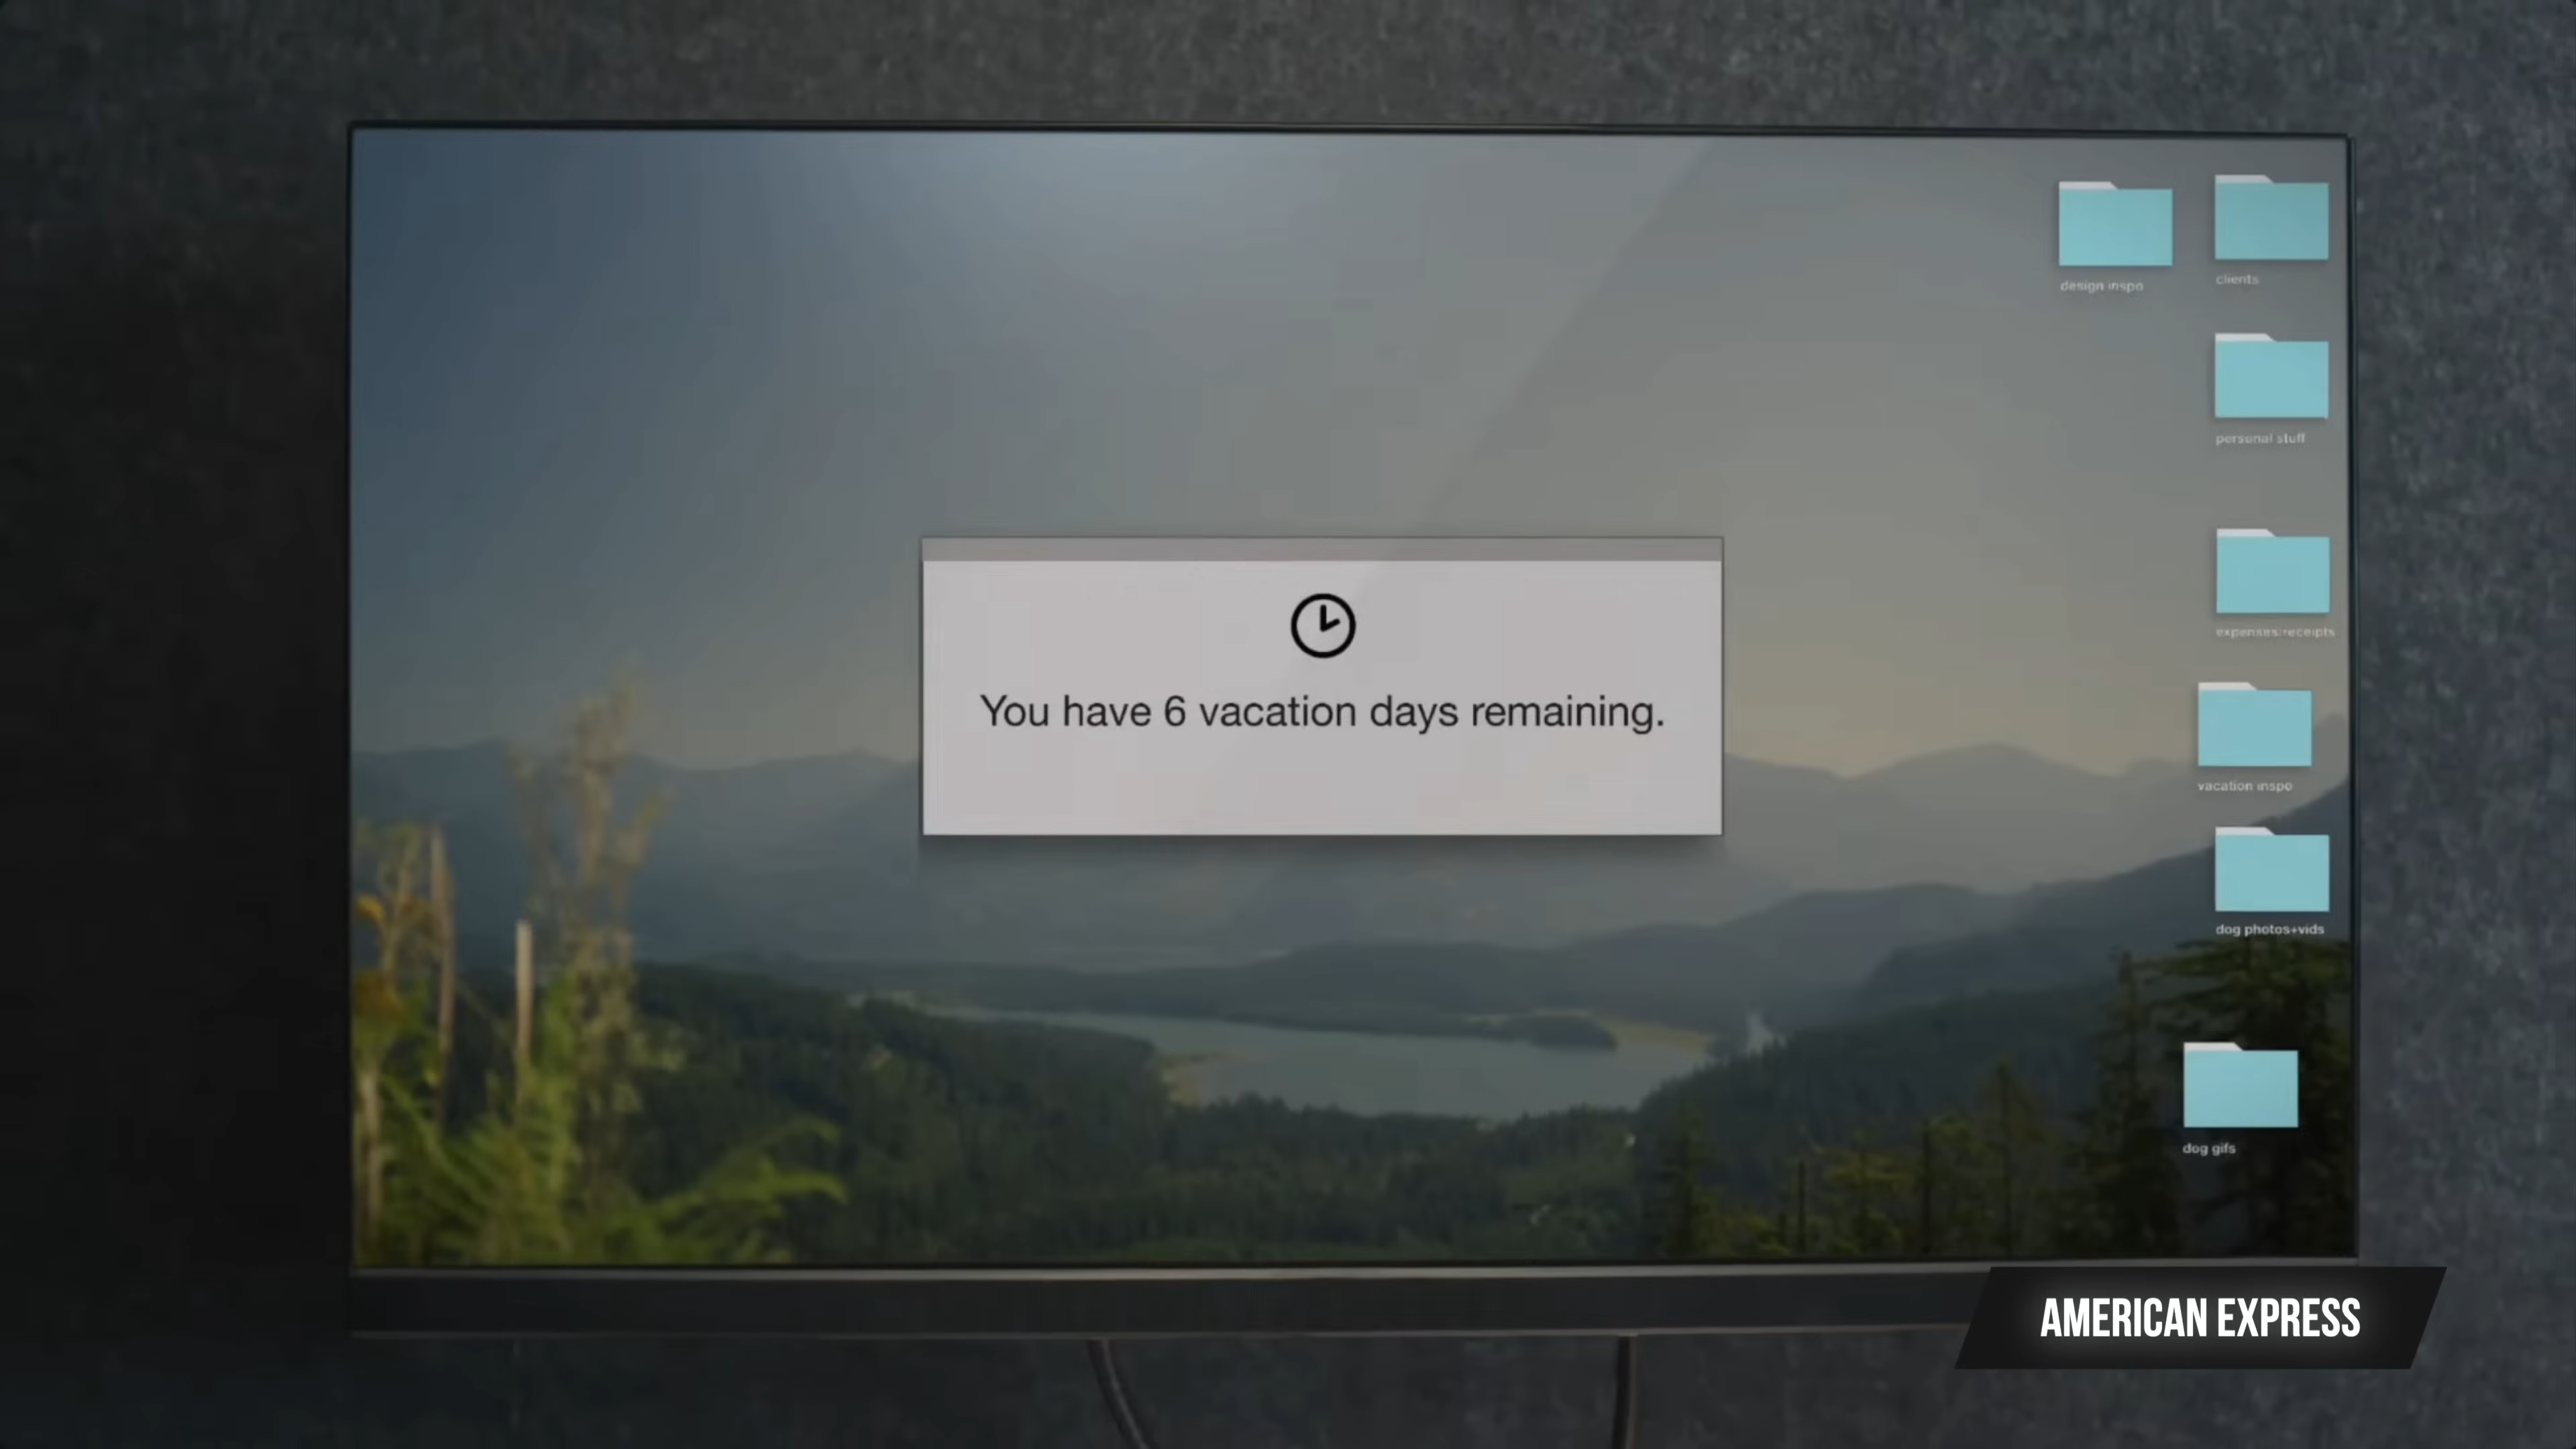 design inspo
clients
personal stuff
You have 6 vacation days remaining.
expenses:receipts
vacation inspo
dog photos+vids
dog gifs
AMERICAN EXPRESS